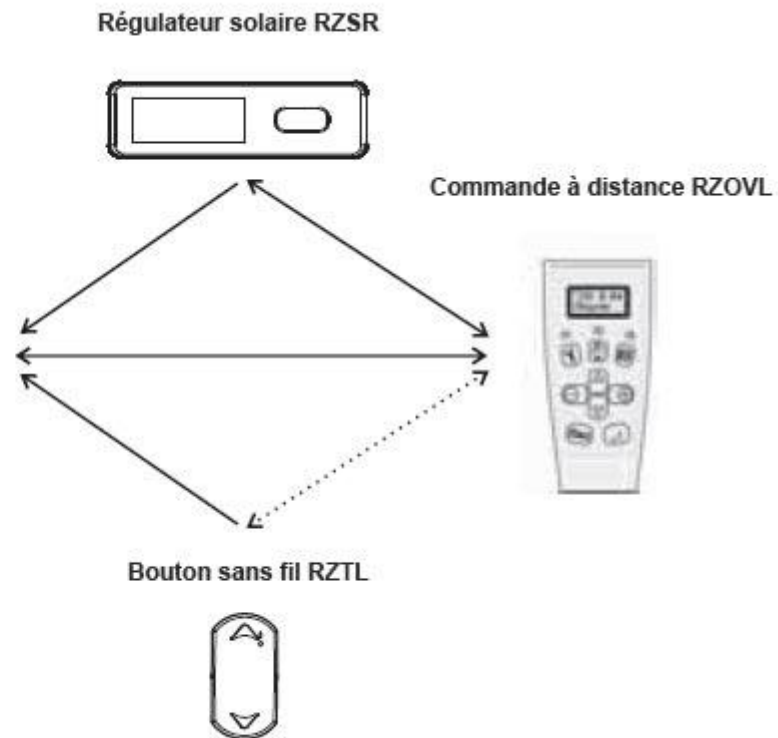 Régulateur solaire RZSR
Commande à distance RZOVL
Bouton sans fil RZTL